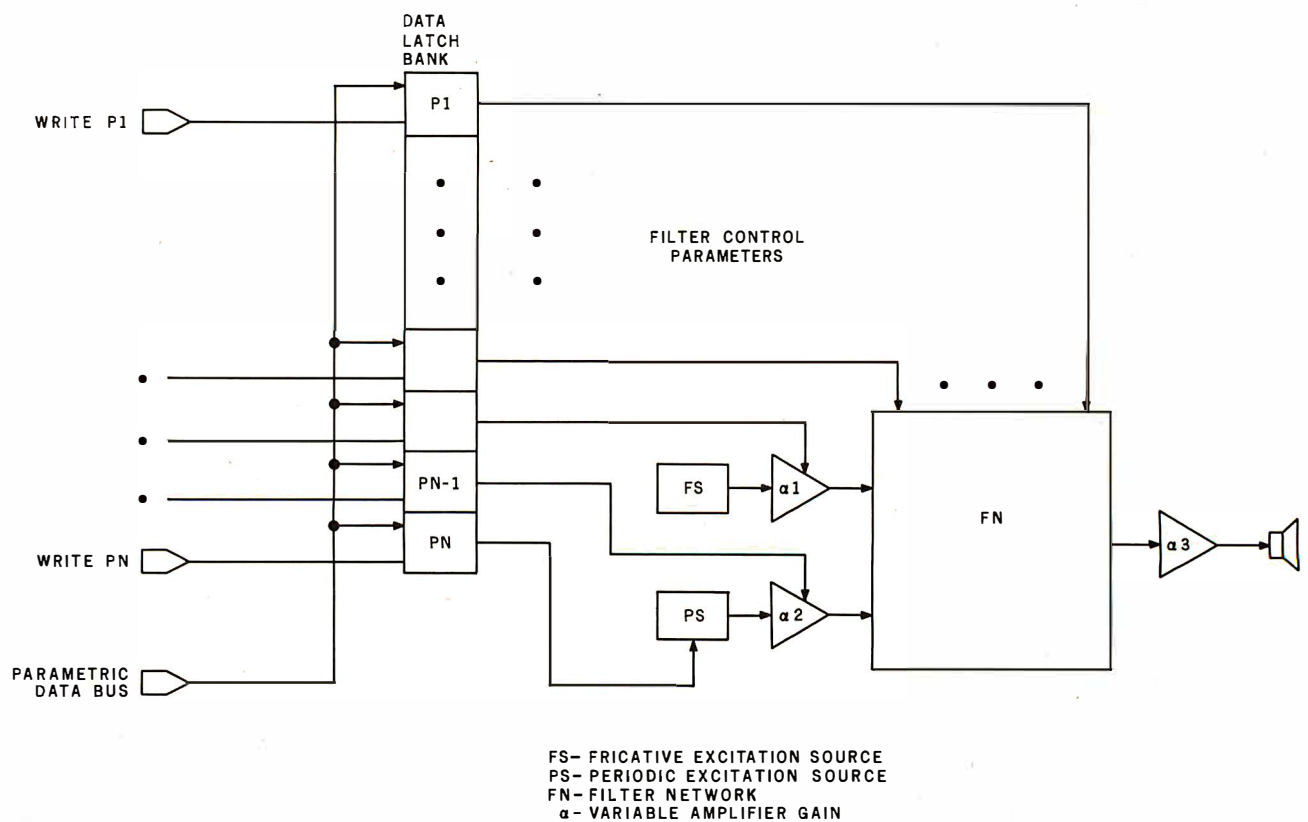 DATA
LATCH
BANK
P1
WRITE P1
FILTER CONTROL
PARAMETERS
PN-1
FS
α1
FN
PN
α3
WRITE PN
PS
α2
PARAMETRIC
DATA BUS
FS- FRICATIVE EXCITATION SOURCE
PS- PERIODIC EXCITATION SOURCE
FN- FILTER NETWORK
α- VARIABLE AMPLIFIER GAIN